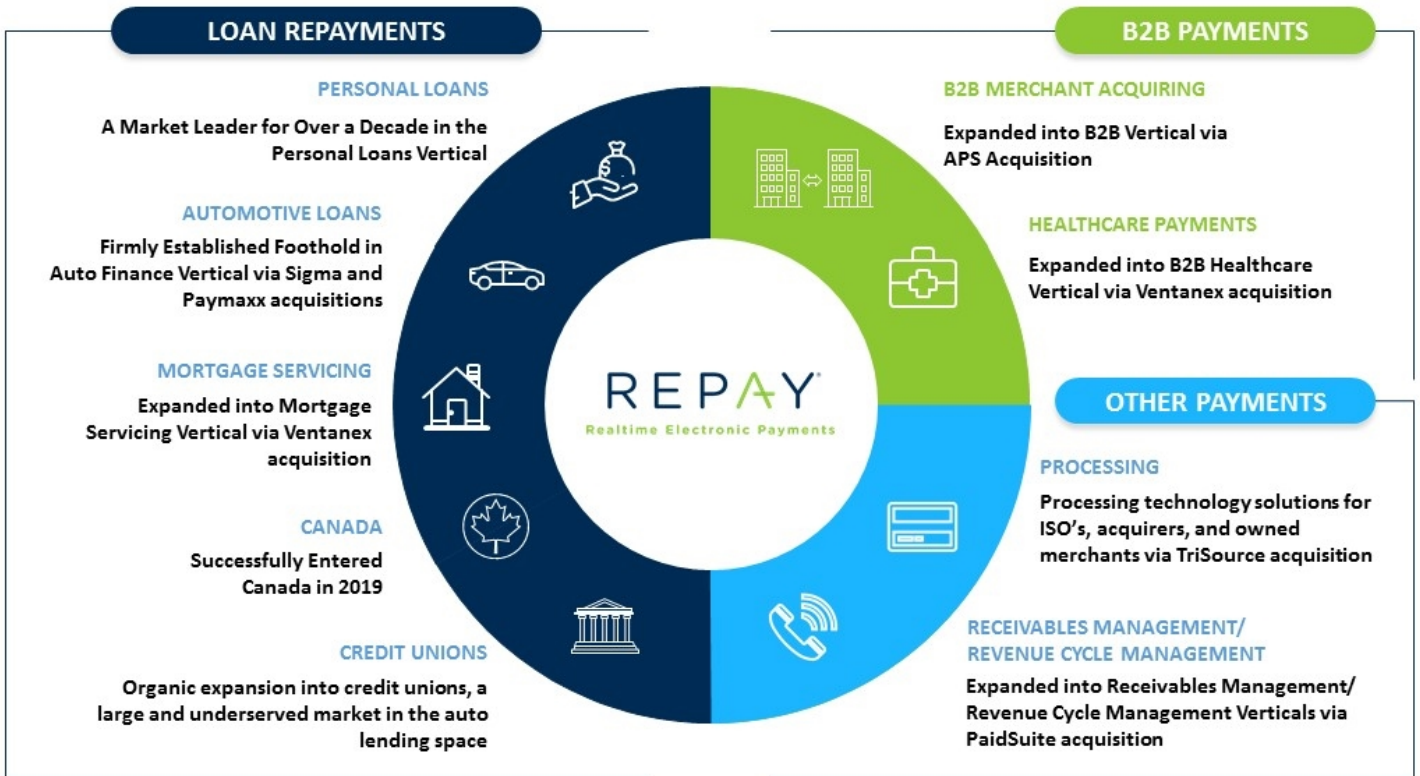 LOAN REPAYMENTS
PERSONAL LOANS
A Market Leader for Over a Decade in the
Personal Loans Vertical
AUTOMOTIVE LOANS
Firmly Established Foothold in
Auto Finance Vertical via Sigma and
Paymaxx acquisitions
MORTGAGE SERVICING
Expanded into Mortgage
Servicing Vertical via Ventanex
acquisition
CANADA
Successfully Entered
Canada in 2019
CREDIT UNIONS
Organic expansion into credit unions, a
large and underserved market in the auto
lending space
REPAY®
Realtime Electronic Payments
B2B PAYMENTS
B2B MERCHANT ACQUIRING
Expanded into B2B Vertical via
APS Acquisition
HEALTHCARE PAYMENTS
Expanded into B2B Healthcare
Vertical via Ventanex acquisition
OTHER PAYMENTS
PROCESSING
Processing technology solutions for
ISO's, acquirers, and owned
merchants via TriSource acquisition
RECEIVABLES MANAGEMENT/
REVENUE CYCLE MANAGEMENT
Expanded into Receivables Management/
Revenue Cycle Management Verticals via
PaidSuite acquisition